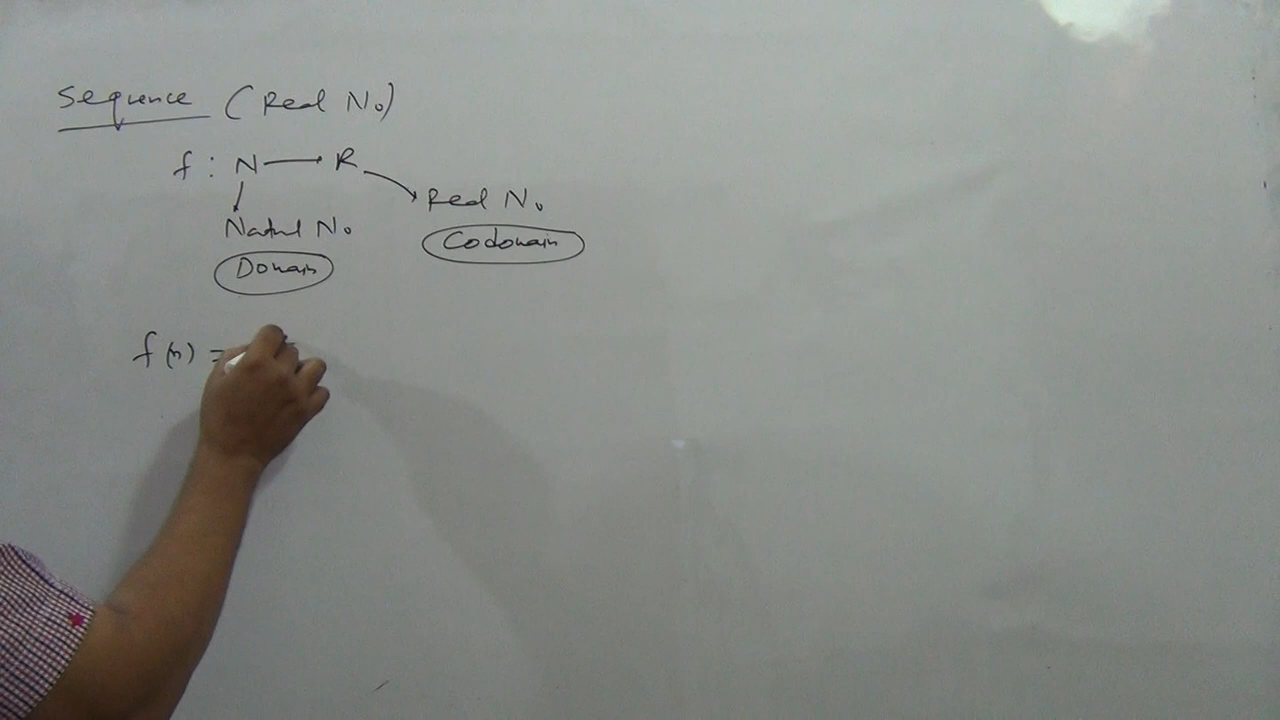 Sequence (Real No)
f : N → R
Real No
Natural No
Codomain
Domain
f(n) =